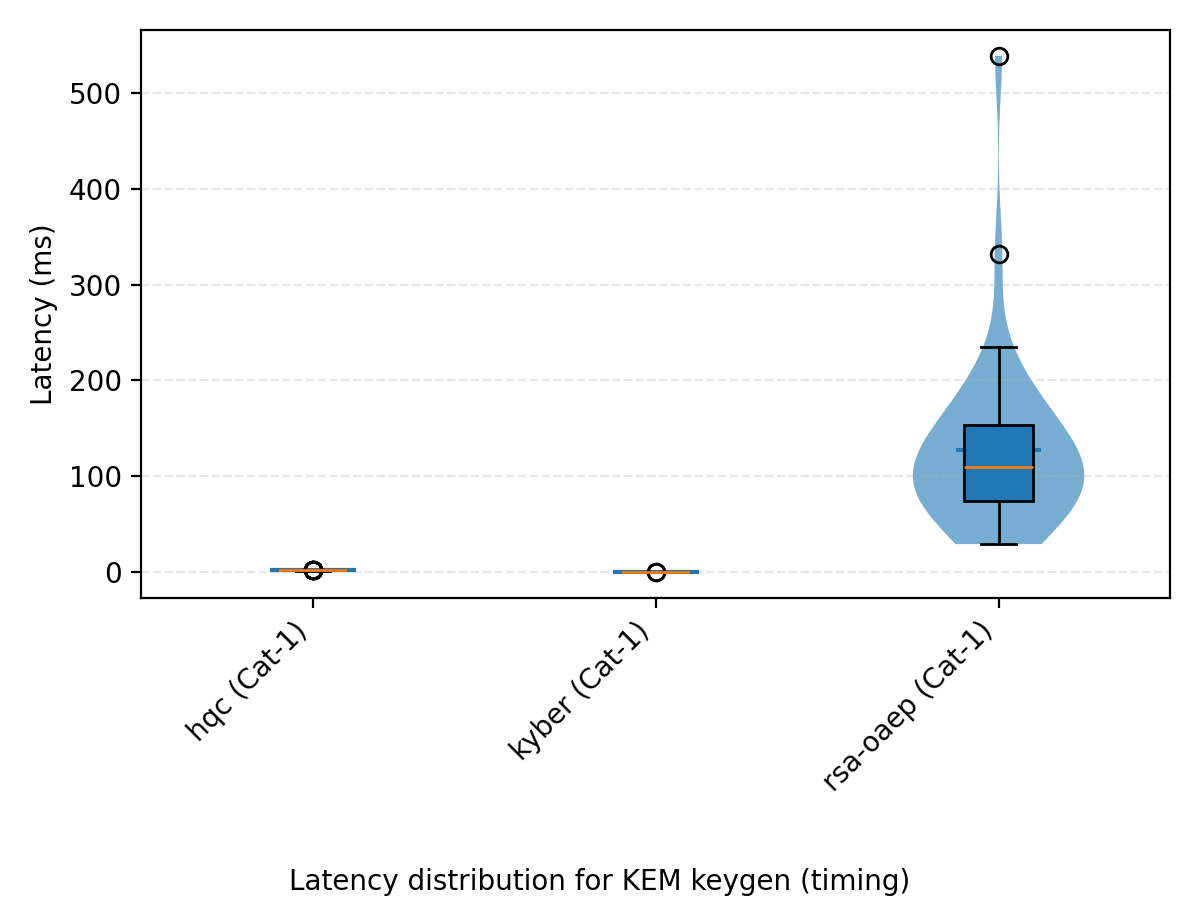 500
400
300
200
100
0
Latency (ms)
hqc (Cat-1)
kyber (Cat-1)
rsa-oaep (Cat-1)
Latency distribution for KEM keygen (timing)